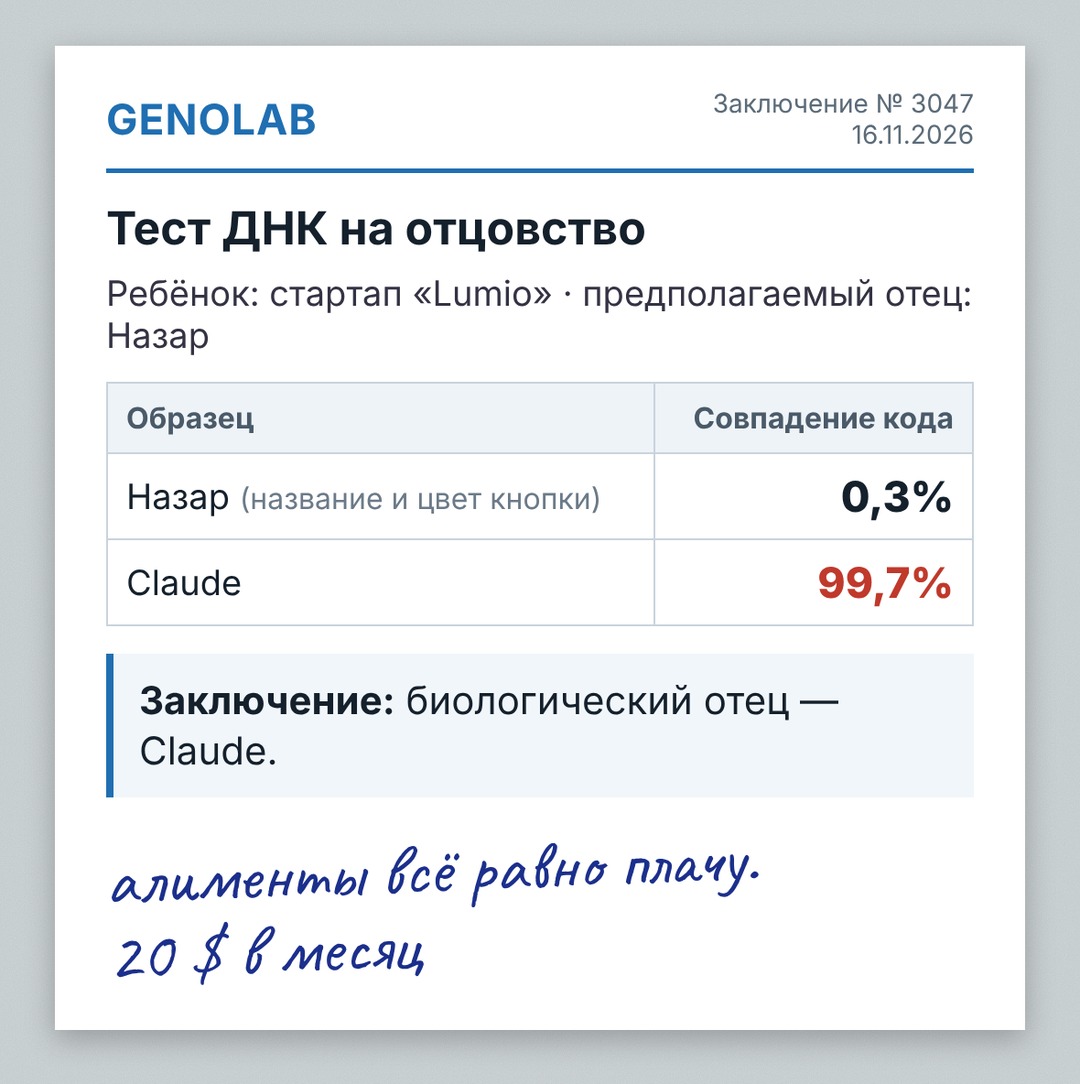 GENOLAB
Заключение № 3047
16.11.2026
Тест ДНК на отцовство
Ребёнок: стартап «Lumio» · предполагаемый отец:
Назар
Образец Совпадение кода
Назар (название и цвет кнопки) 0,3%
Claude 99,7%
Заключение: биологический отец —
Claude.
алименты всё равно плачу.
20 $ в месяц